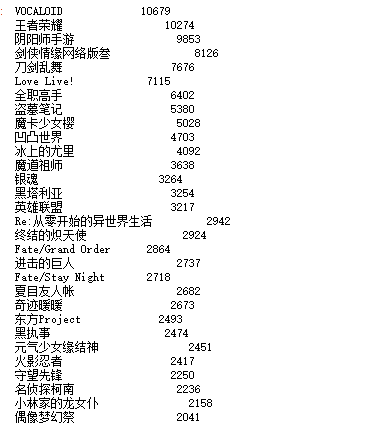 : VOCALOID 10679
王者荣耀 10274
阴阳师手游 9853
剑侠情缘网络版叁 8126
刀剑乱舞 7676
Love Live! 7115
全职高手 6402
盗墓笔记 5380
魔卡少女樱 5028
凹凸世界 4703
冰上的尤里 4092
魔道祖师 3638
银魂 3264
黑塔利亚 3254
英雄联盟 3217
Re:从零开始的异世界生活 2942
终结的炽天使 2924
Fate/Grand Order 2864
进击的巨人 2737
Fate/Stay Night 2718
夏目友人帐 2682
奇迹暖暖 2673
东方Project 2493
黑执事 2474
元气少女缘结神 2451
火影忍者 2417
守望先锋 2250
名侦探柯南 2236
小林家的龙女仆 2158
偶像梦幻祭 2041